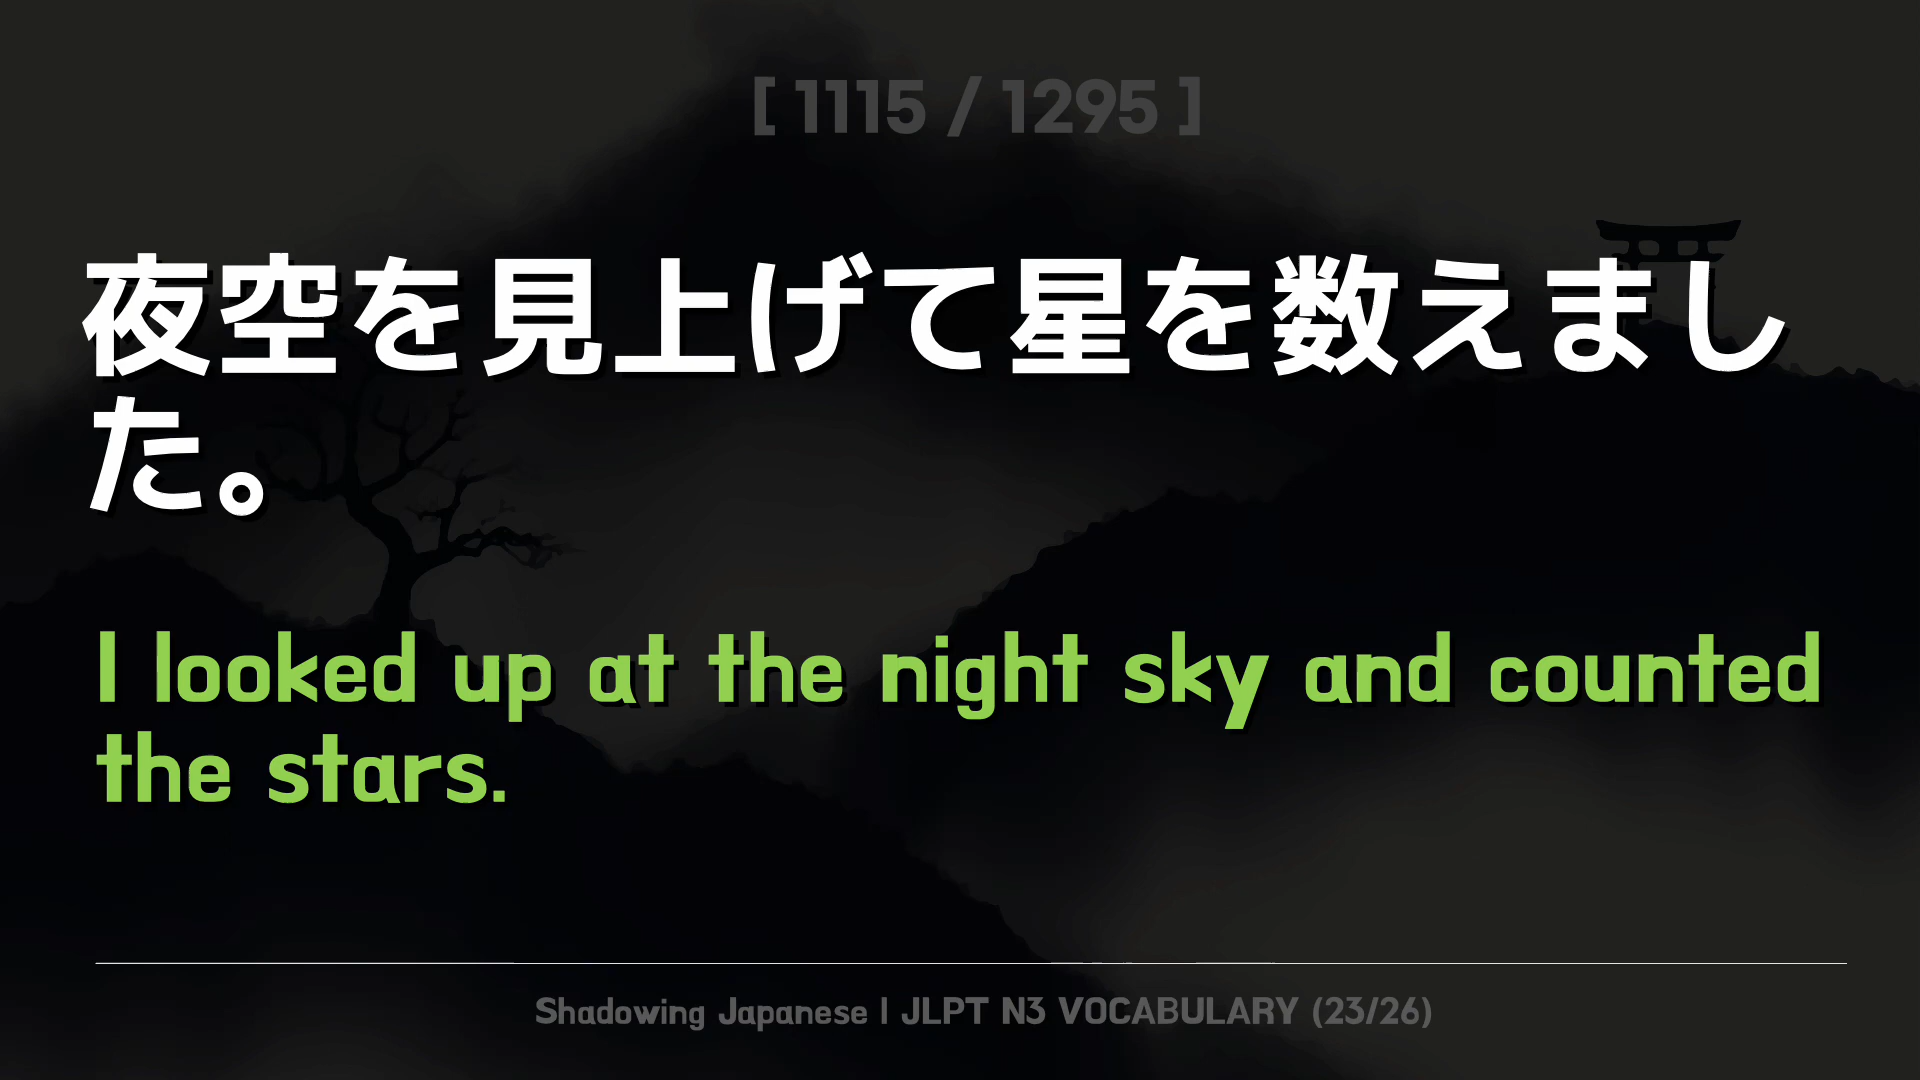 [ 1115 / 1295 ]
夜空を見上げて星を数えまし
た。
I looked up at the night sky and counted
the stars.
Shadowing Japanese | JLPT N3 VOCABULARY (23/26)